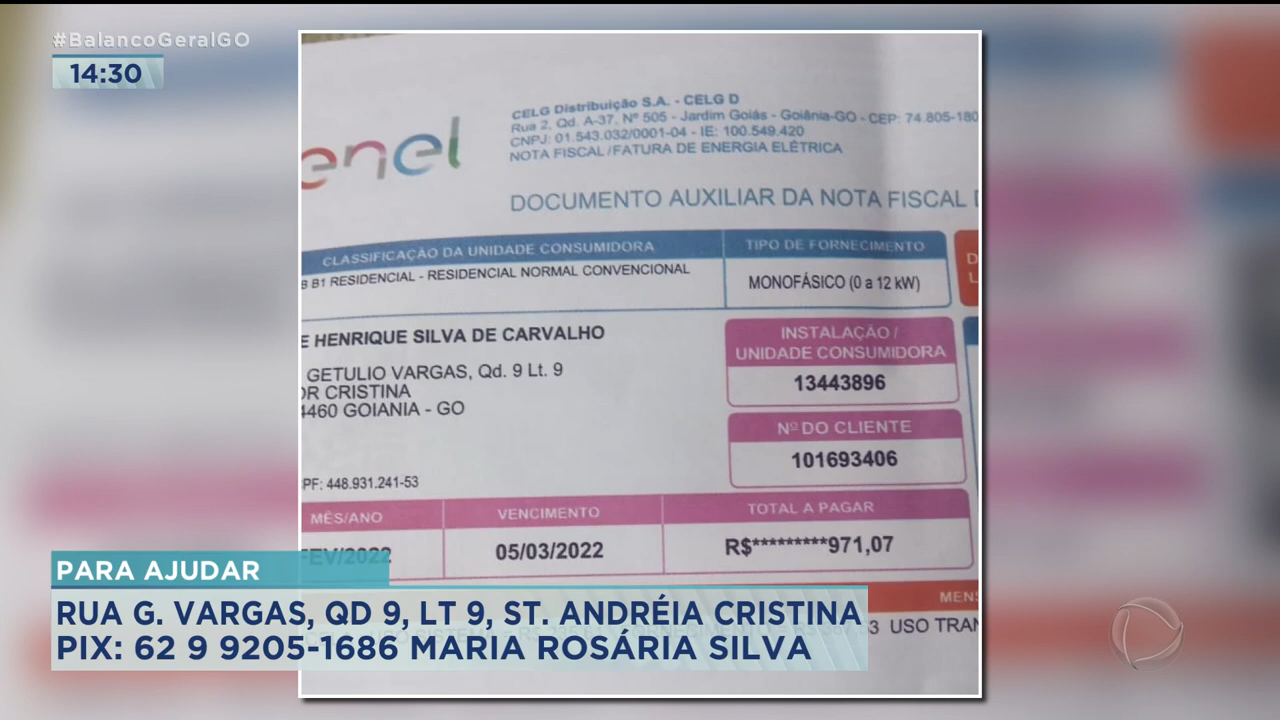 #BalancoGeralGO
14:30
enel
CELG Distribuição S.A. - CELG D
Rua 2, Qd. A-37, Nº 505 - Jardim Goiás - Goiânia-GO - CEP: 74.805-180
CNPJ: 01.543.032/0001-04 - IE: 100.549.420
NOTA FISCAL/FATURA DE ENERGIA ELÉTRICA
DOCUMENTO AUXILIAR DA NOTA FISCAL
CLASSIFICAÇÃO DA UNIDADE CONSUMIDORA
TIPO DE FORNECIMENTO
B1 RESIDENCIAL - RESIDENCIAL NORMAL CONVENCIONAL
MONOFÁSICO (0 a 12 kW)
E HENRIQUE SILVA DE CARVALHO
INSTALAÇÃO /
UNIDADE CONSUMIDORA
GETULIO VARGAS, Qd. 9 Lt. 9
13443896
OR CRISTINA
4460 GOIANIA - GO
Nº DO CLIENTE
101693406
PF: 448.931.241-53
MÊS/ANO
VENCIMENTO
TOTAL A PAGAR
FEV/2022
05/03/2022
R$*********971,07
PARA AJUDAR
MENS
RUA G. VARGAS, QD 9, LT 9, ST. ANDRÉIA CRISTINA
USO TRAN
PIX: 62 9 9205-1686 MARIA ROSÁRIA SILVA